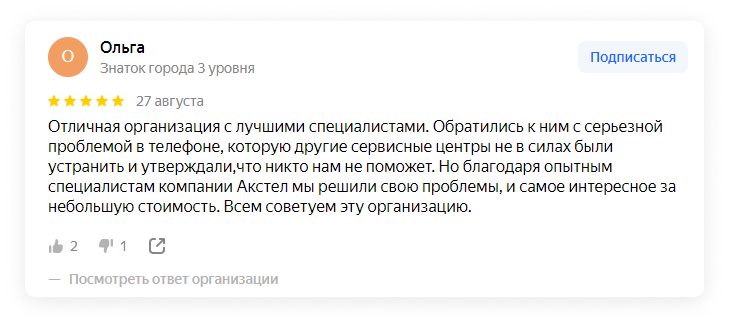 О
Ольга
Знаток города 3 уровня
Подписаться
27 августа
Отличная организация с лучшими специалистами. Обратились к ним с серьезной
проблемой в телефоне, которую другие сервисные центры не в силах были
устранить и утверждали,что никто нам не поможет. Но благодаря опытным
специалистам компании Акстел мы решили свою проблемы, и самое интересное за
небольшую стоимость. Всем советуем эту организацию.
2 1
— Посмотреть ответ организации